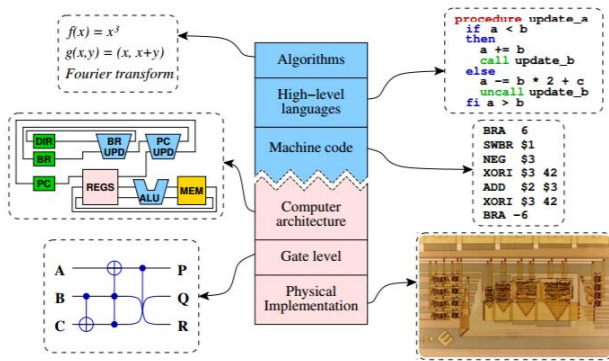 f(x) = x³
g(x,y) = (x, x+y)
Fourier transform
Algorithms
High-level
languages
Machine code
Computer
architecture
Gate level
Physical
Implementation
procedure update_a
if a < b
then
a += b
call update_b
else
a -= b * 2 + c
uncall update_b
fi a > b
BRA 6
SWBR $1
NEG $3
XORI $3 42
ADD $2 $3
XORI $3 42
BRA -6
DIR
BR
PC
BR
UPD
PC
UPD
REGS
ALU
MEM
A
B
C
P
Q
R